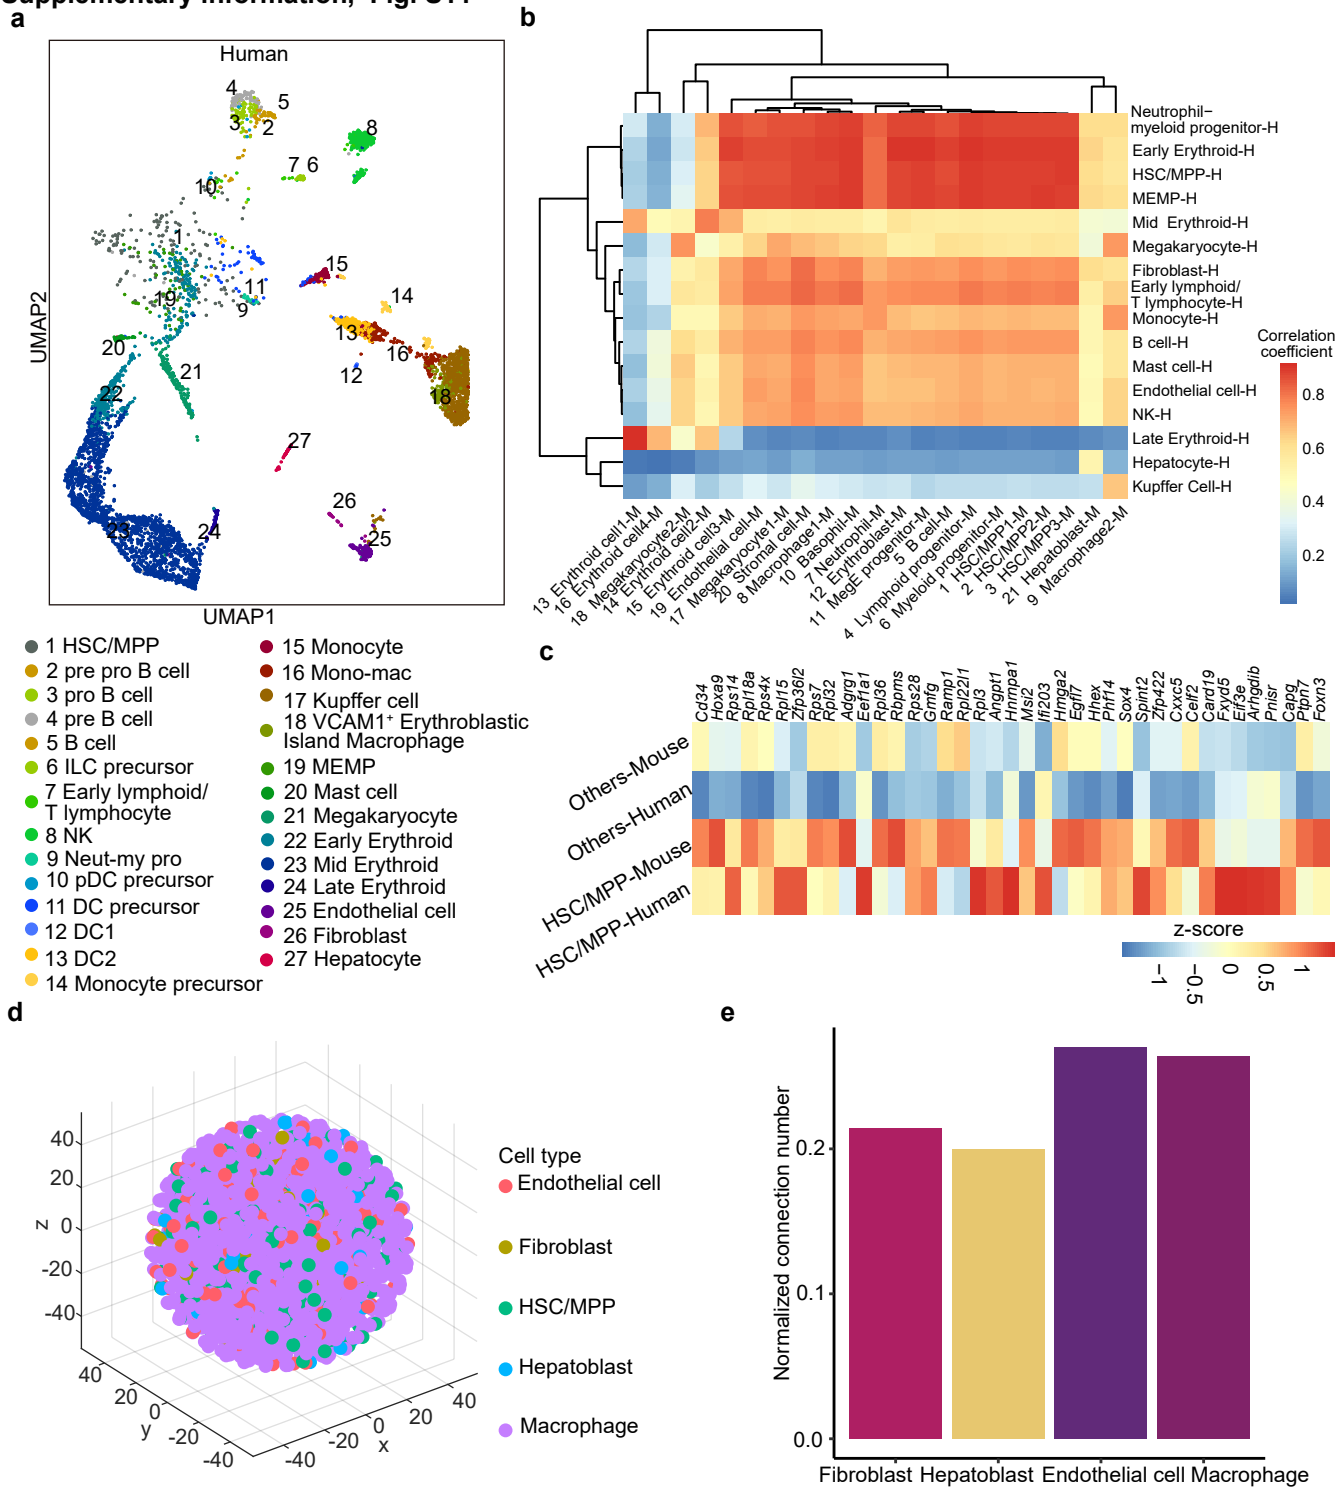 Supplementary information, Fig. S14
a
Human
4
5
3
2
8
7 6
10
1
15
11
19
9
14
13
20
16
21
12
22
18
27
26
23
24
25
UMAP2
UMAP1
1 HSC/MPP
2 pre pro B cell
3 pro B cell
4 pre B cell
5 B cell
6 ILC precursor
7 Early lymphoid/
T lymphocyte
8 NK
9 Neut-my pro
10 pDC precursor
11 DC precursor
12 DC1
13 DC2
14 Monocyte precursor
15 Monocyte
16 Mono-mac
17 Kupffer cell
18 VCAM1⁺ Erythroblastic
Island Macrophage
19 MEMP
20 Mast cell
21 Megakaryocyte
22 Early Erythroid
23 Mid Erythroid
24 Late Erythroid
25 Endothelial cell
26 Fibroblast
27 Hepatocyte
b
Neutrophil−
myeloid progenitor-H
Early Erythroid-H
HSC/MPP-H
MEMP-H
Mid Erythroid-H
Megakaryocyte-H
Fibroblast-H
Early lymphoid/
T lymphocyte-H
Monocyte-H
B cell-H
Mast cell-H
Endothelial cell-H
NK-H
Late Erythroid-H
Hepatocyte-H
Kupffer Cell-H
13 Erythroid cell1-M
16 Erythroid cell4-M
18 Megakaryocyte2-M
14 Erythroid cell2-M
15 Erythroid cell3-M
19 Endothelial cell-M
17 Megakaryocyte1-M
20 Stromal cell-M
8 Macrophage1-M
10 Basophil-M
7 Neutrophil-M
12 Erythroblast-M
11 MegE progenitor-M
5 B cell-M
4 Lymphoid progenitor-M
6 Myeloid progenitor-M
1 HSC/MPP1-M
2 HSC/MPP2-M
3 HSC/MPP3-M
21 Hepatoblast-M
9 Macrophage2-M
Correlation
coefficient
0.8
0.6
0.4
0.2
c
Cd34
Hoxa9
Rps14
Rpl18a
Rps4x
Rpl15
Zfp36l2
Rps7
Rpl32
Adgrg1
Eef1a1
Rpl36
Rbpms
Rps28
Gmfg
Ramp1
Rpl22l1
Rpl3
Angpt1
Hnrnpa1
Msi2
Ifi203
Hmga2
Egfl7
Hhex
Phf14
Sox4
Spint2
Zfp422
Cxxc5
Celf2
Card19
Fxyd5
Eif3e
Arhgdib
Pnisr
Capg
Ptpn7
Foxn3
Others-Mouse
Others-Human
HSC/MPP-Mouse
HSC/MPP-Human
z-score
−1
−0.5
0
0.5
1
d
z
40
20
0
-20
-40
40
20
0
-20
-40
y
-40
-20
0
20
40
x
Cell type
Endothelial cell
Fibroblast
HSC/MPP
Hepatoblast
Macrophage
e
Normalized connection number
0.2
0.1
0.0
Fibroblast Hepatoblast Endothelial cell Macrophage